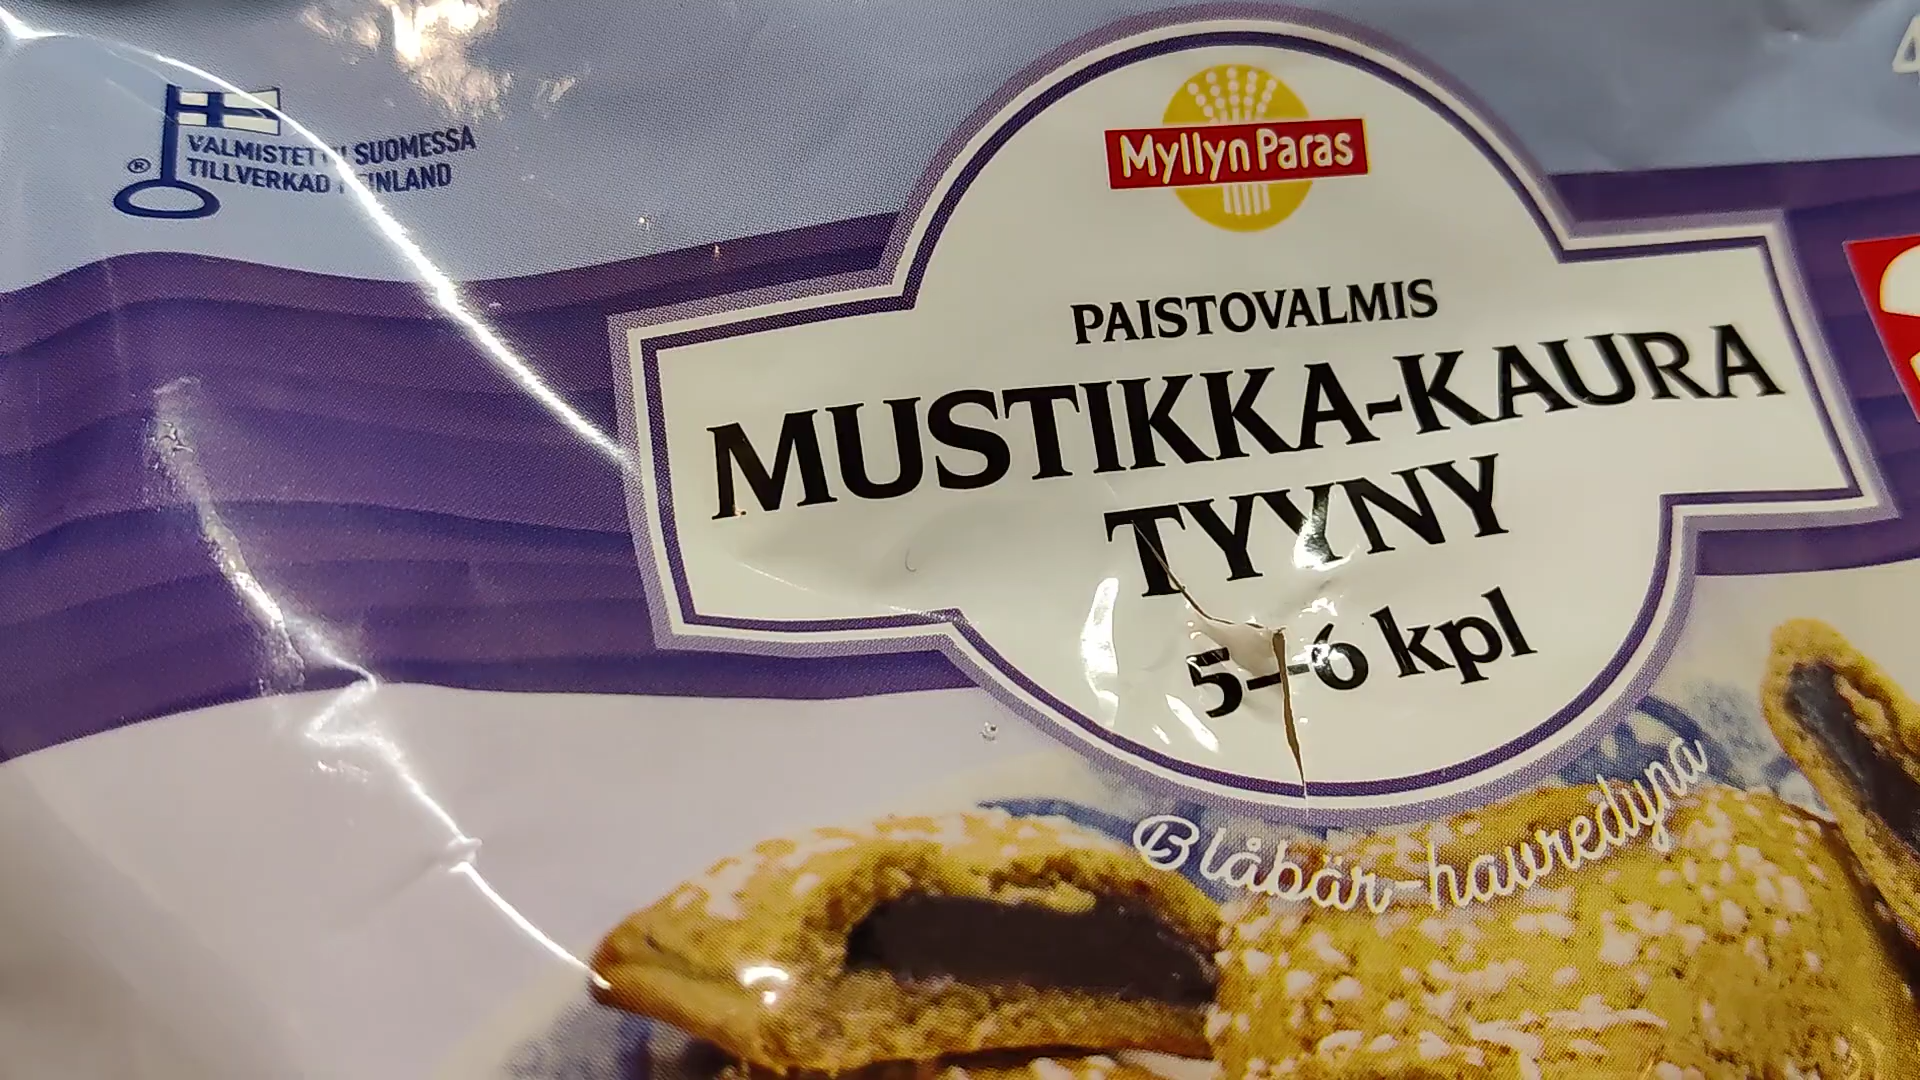 VALMISTETTU SUOMESSA
TILLVERKAD I FINLAND
®
Myllyn Paras
PAISTOVALMIS
MUSTIKKA-KAURA
TYYNY
5–6 kpl
Blåbär-havredyna